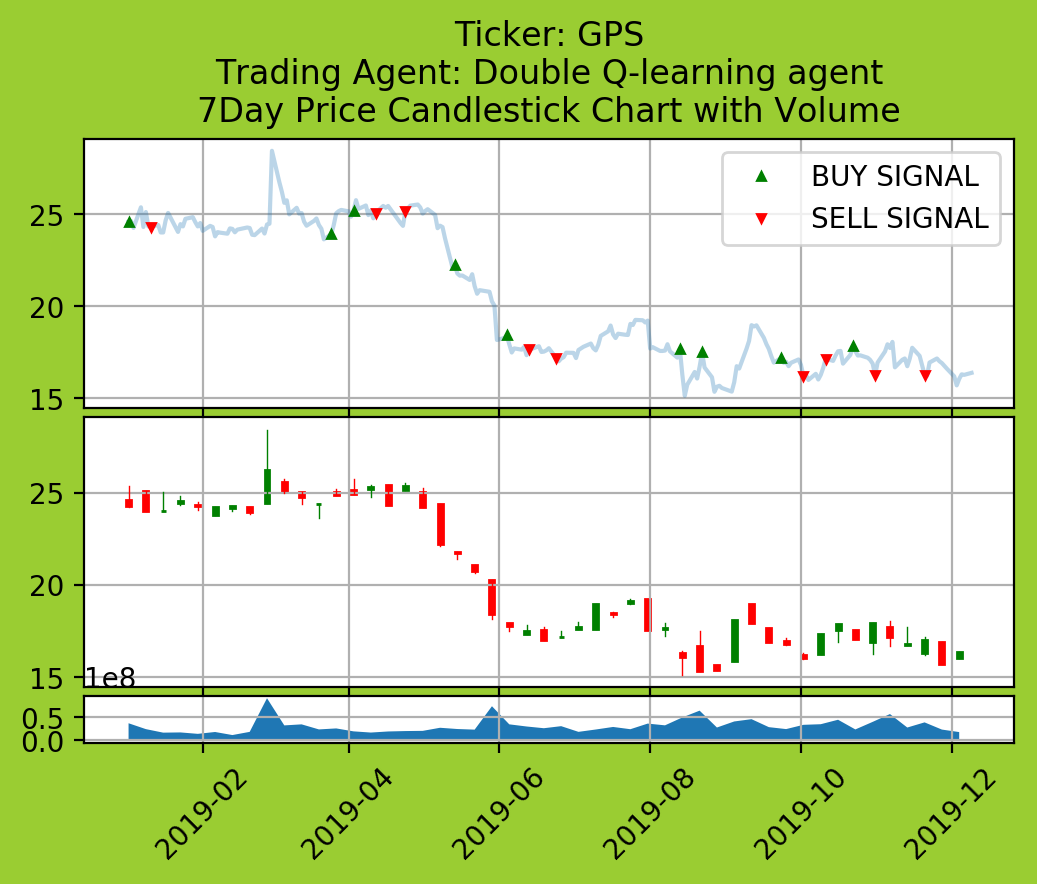 Ticker: GPS
Trading Agent: Double Q-learning agent
7Day Price Candlestick Chart with Volume
BUY SIGNAL
SELL SIGNAL
25
20
15
25
20
15
1e8
0.5
0.0
2019-02
2019-04
2019-06
2019-08
2019-10
2019-12